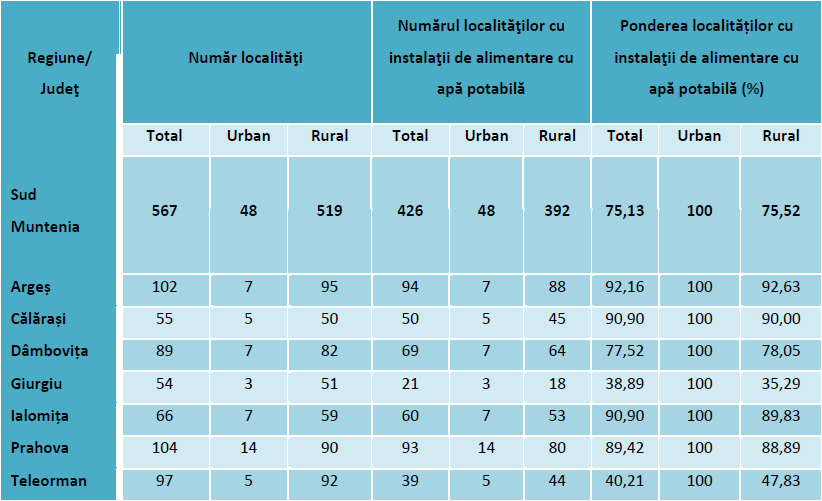 Regiune/
Județ
Număr localităţi
Numărul localităţilor cu
instalaţii de alimentare cu
apă potabilă
Ponderea localităților cu
instalaţii de alimentare cu
apă potabilă (%)
Total Urban Rural Total Urban Rural Total Urban Rural
Sud
Muntenia
567 48 519 426 48 392 75,13 100 75,52
Argeș 102 7 95 94 7 88 92,16 100 92,63
Călărași 55 5 50 50 5 45 90,90 100 90,00
Dâmbovița 89 7 82 69 7 64 77,52 100 78,05
Giurgiu 54 3 51 21 3 18 38,89 100 35,29
Ialomița 66 7 59 60 7 53 90,90 100 89,83
Prahova 104 14 90 93 14 80 89,42 100 88,89
Teleorman 97 5 92 39 5 44 40,21 100 47,83